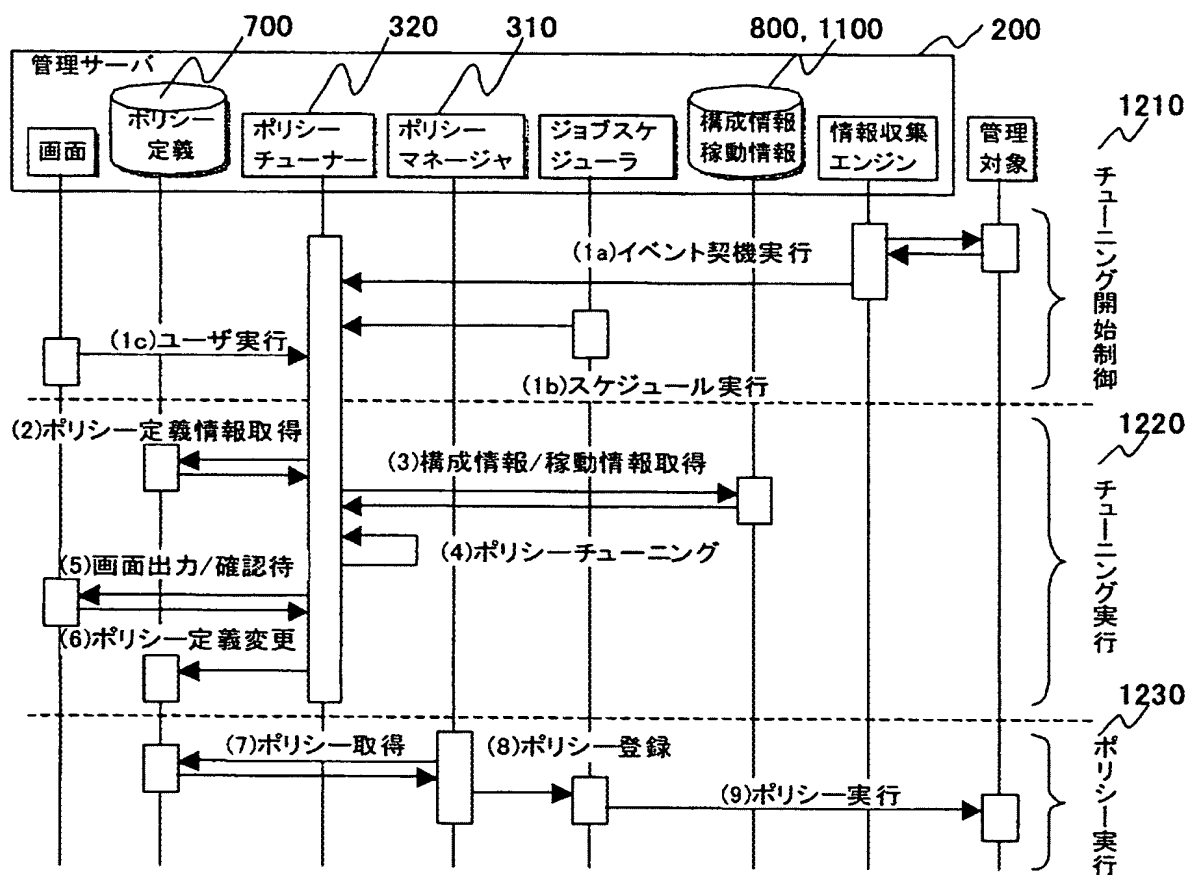 700
320
310
800, 1100
200
管理サーバ
画面
ポリシー
定義
ポリシー
チューナー
ポリシー
マネージャ
ジョブスケ
ジューラ
構成情報
稼動情報
情報収集
エンジン
管理
対象
1210
チューニング開始制御
(1a)イベント契機実行
(1c)ユーザ実行
(1b)スケジュール実行
1220
チューニング実行
(2)ポリシー定義情報取得
(3)構成情報/稼動情報取得
(4)ポリシーチューニング
(5)画面出力/確認待
(6)ポリシー定義変更
1230
ポリシー実行
(7)ポリシー取得
(8)ポリシー登録
(9)ポリシー実行